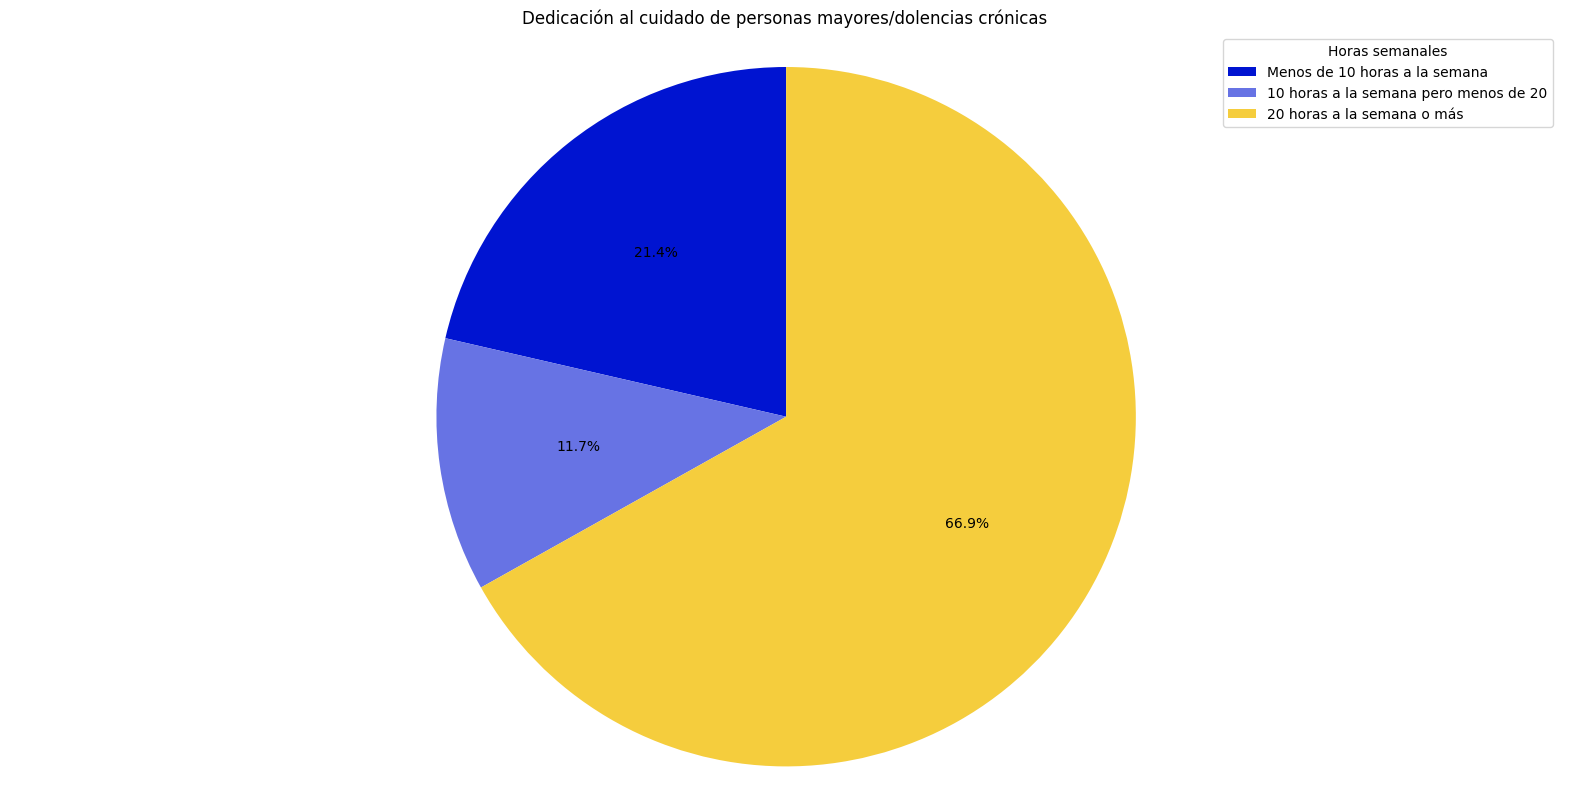 Dedicación al cuidado de personas mayores/dolencias crónicas
Horas semanales
Menos de 10 horas a la semana
10 horas a la semana pero menos de 20
20 horas a la semana o más
21.4%
11.7%
66.9%